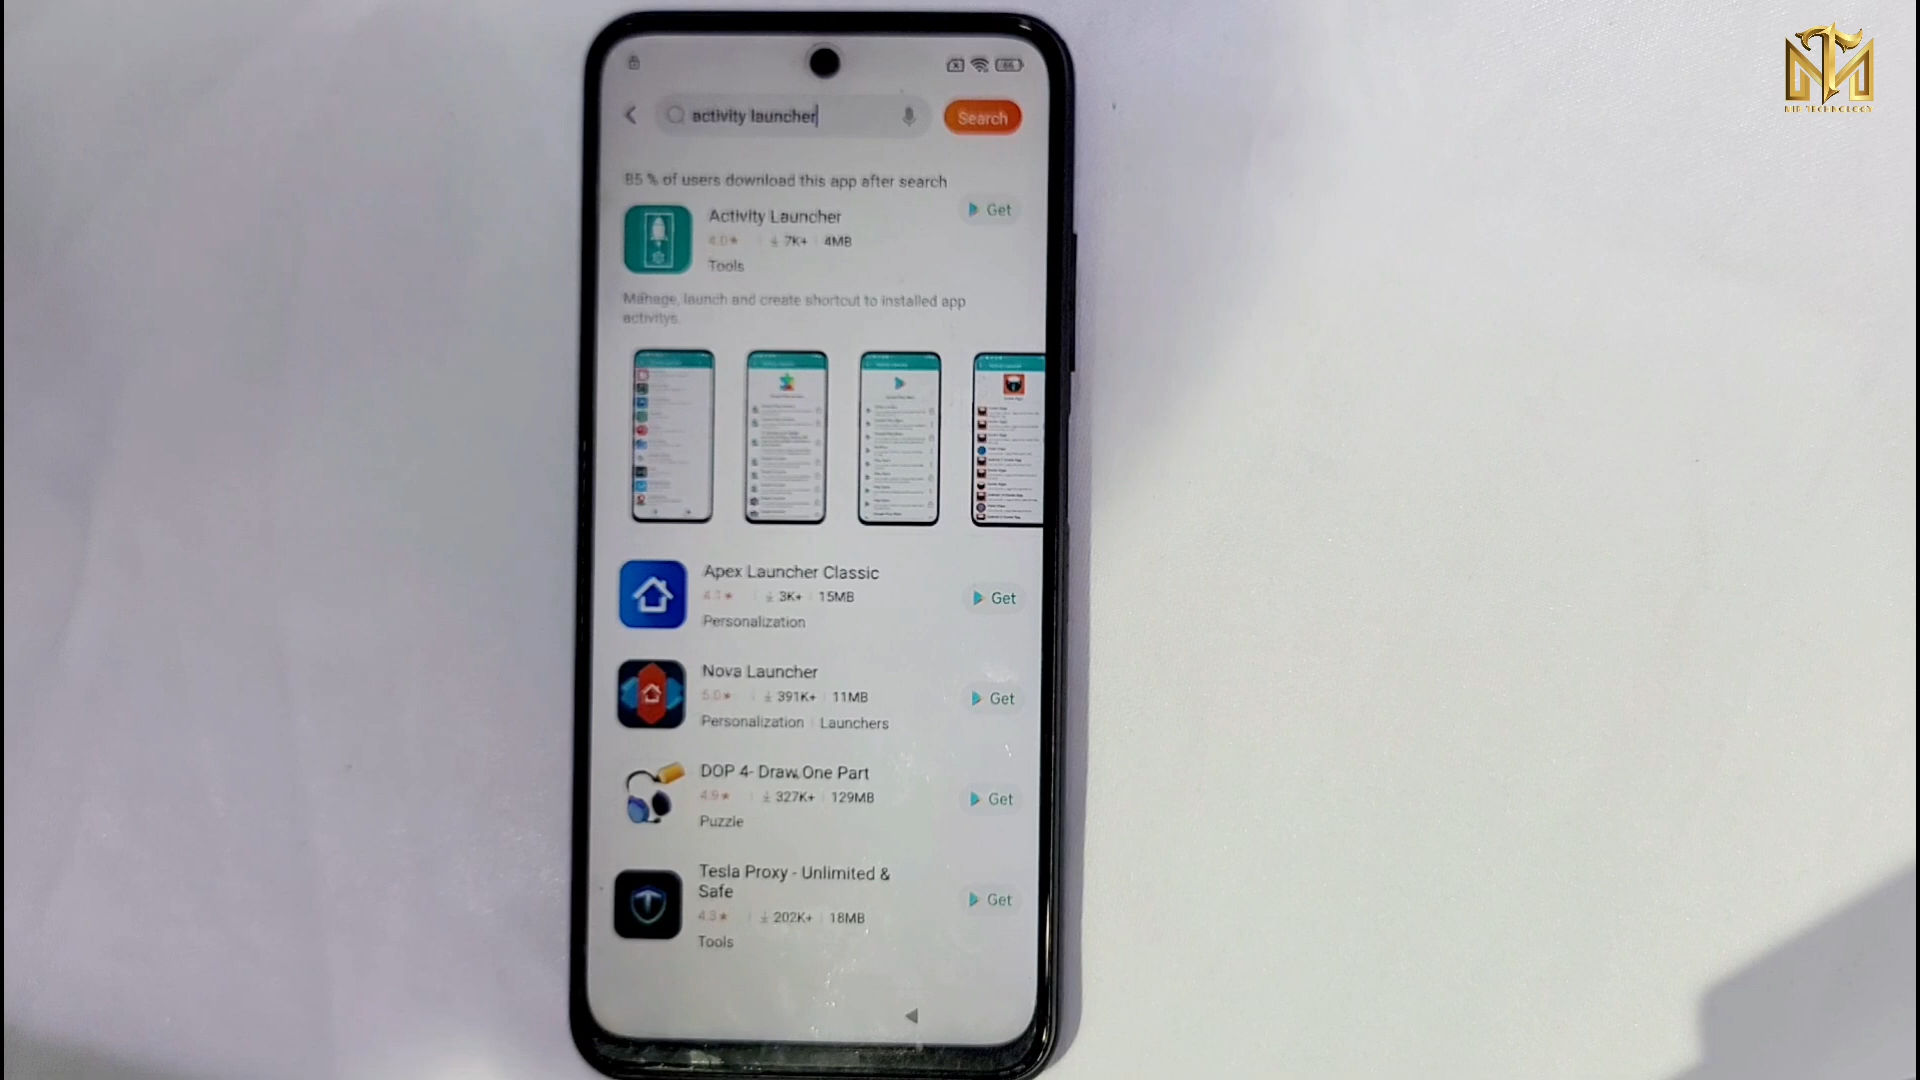 66
activity launcher
Search
85 % of users download this app after search
Activity Launcher
Get
4.0★ 7K+ 4MB
Tools
Manage, launch and create shortcut to installed app
activitys.
Apex Launcher Classic
4.1★ 3K+ 15MB
Get
Personalization
Nova Launcher
5.0★ 391K+ 11MB
Get
Personalization Launchers
DOP 4- Draw One Part
4.9★ 327K+ 129MB
Get
Puzzle
Tesla Proxy - Unlimited &
Safe
Get
4.3★ 202K+ 18MB
Tools